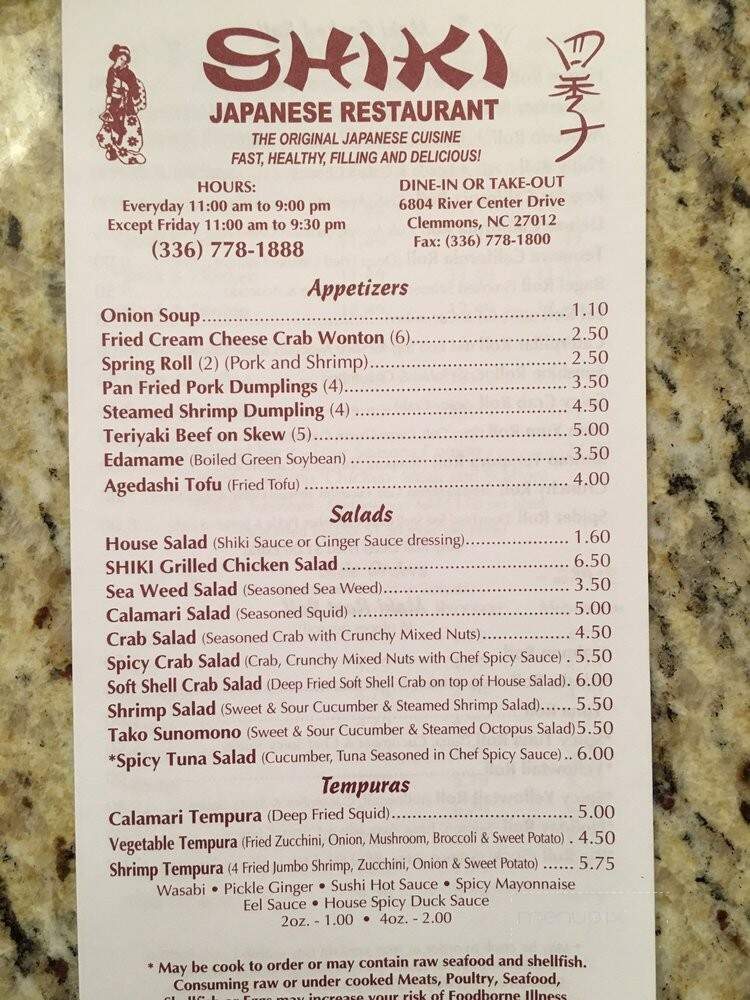 SHIKI
四季
JAPANESE RESTAURANT
THE ORIGINAL JAPANESE CUISINE
FAST, HEALTHY, FILLING AND DELICIOUS!
HOURS:
Everyday 11:00 am to 9:00 pm
Except Friday 11:00 am to 9:30 pm
(336) 778-1888
DINE-IN OR TAKE-OUT
6804 River Center Drive
Clemmons, NC 27012
Fax: (336) 778-1800
Appetizers
Onion Soup 1.10
Fried Cream Cheese Crab Wonton (6) 2.50
Spring Roll (2) (Pork and Shrimp) 2.50
Pan Fried Pork Dumplings (4) 3.50
Steamed Shrimp Dumpling (4) 4.50
Teriyaki Beef on Skew (5) 5.00
Edamame (Boiled Green Soybean) 3.50
Agedashi Tofu (Fried Tofu) 4.00
Salads
House Salad (Shiki Sauce or Ginger Sauce dressing) 1.60
SHIKI Grilled Chicken Salad 6.50
Sea Weed Salad (Seasoned Sea Weed) 3.50
Calamari Salad (Seasoned Squid) 5.00
Crab Salad (Seasoned Crab with Crunchy Mixed Nuts) 4.50
Spicy Crab Salad (Crab, Crunchy Mixed Nuts with Chef Spicy Sauce) . 5.50
Soft Shell Crab Salad (Deep Fried Soft Shell Crab on top of House Salad). 6.00
Shrimp Salad (Sweet & Sour Cucumber & Steamed Shrimp Salad)...... 5.50
Tako Sunomono (Sweet & Sour Cucumber & Steamed Octopus Salad)5.50
*Spicy Tuna Salad (Cucumber, Tuna Seasoned in Chef Spicy Sauce).. 6.00
Tempuras
Calamari Tempura (Deep Fried Squid) 5.00
Vegetable Tempura (Fried Zucchini, Onion, Mushroom, Broccoli & Sweet Potato) . 4.50
Shrimp Tempura (4 Fried Jumbo Shrimp, Zucchini, Onion & Sweet Potato) ...... 5.75
Wasabi • Pickle Ginger • Sushi Hot Sauce • Spicy Mayonnaise
Eel Sauce • House Spicy Duck Sauce
2oz. - 1.00 • 4oz. - 2.00
* May be cook to order or may contain raw seafood and shellfish.
Consuming raw or under cooked Meats, Poultry, Seafood,
Shellfish or Eggs may increase your risk of Foodborne Illness